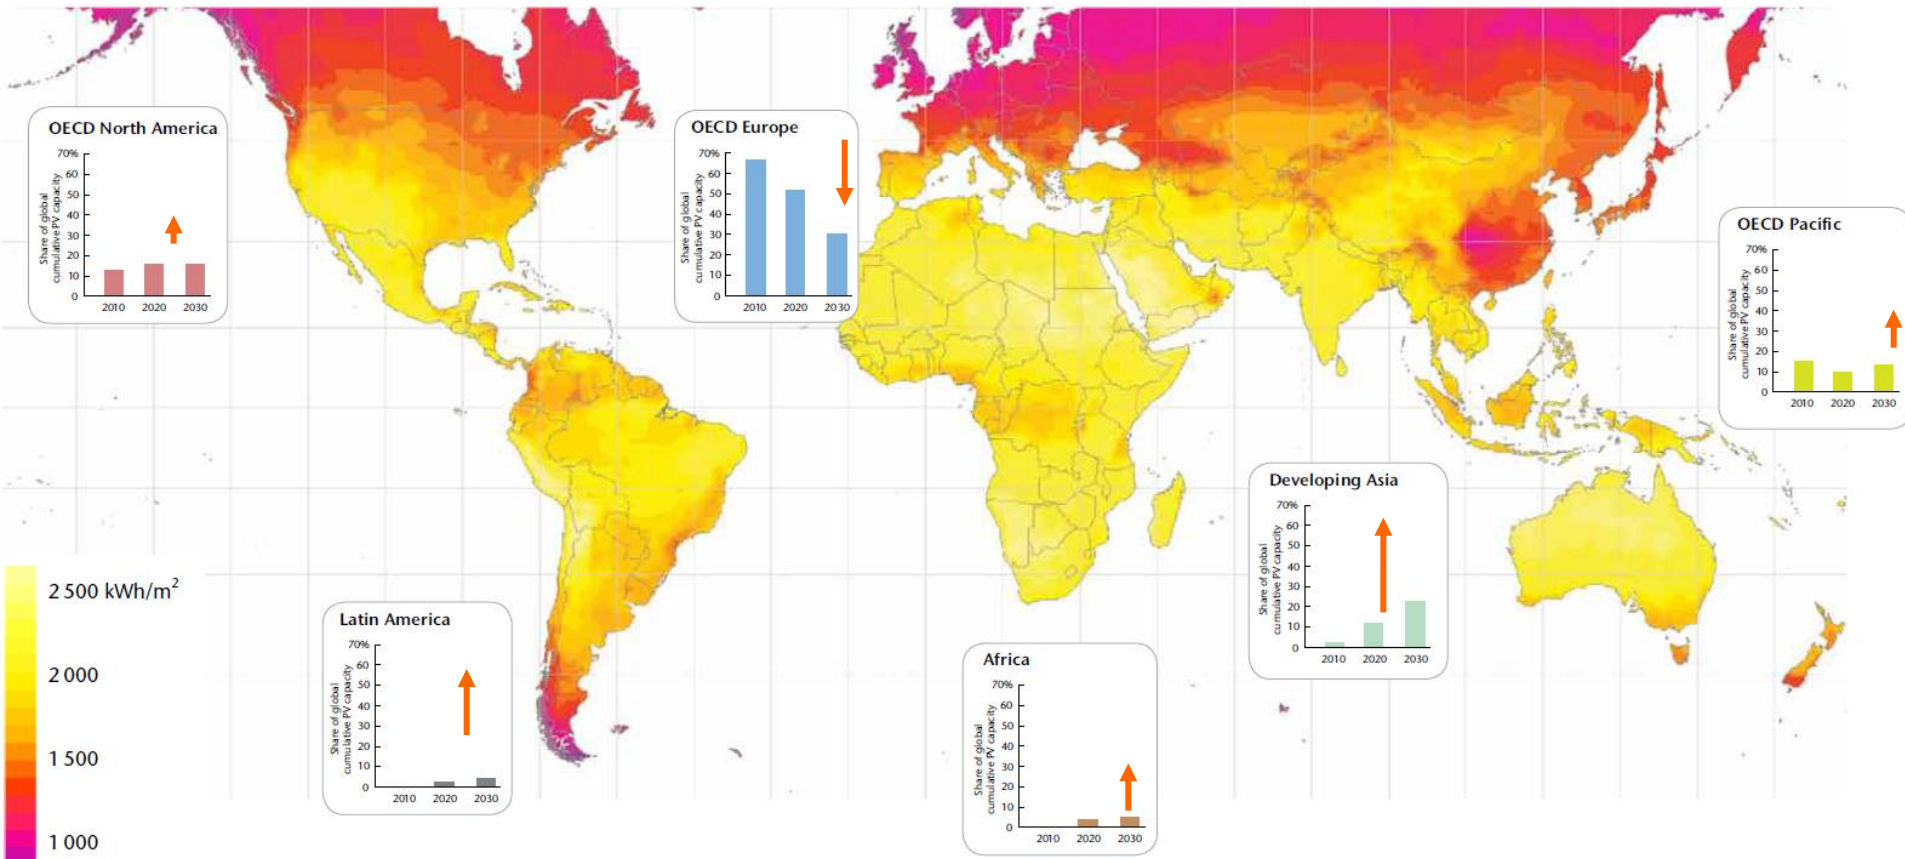 OECD North America
70%
60
50
40
30
20
10
0
Share of global
cumulative PV capacity
2010 2020 2030
OECD Europe
70%
60
50
40
30
20
10
0
Share of global
cumulative PV capacity
2010 2020 2030
OECD Pacific
70%
60
50
40
30
20
10
0
Share of global
cumulative PV capacity
2010 2020 2030
Developing Asia
70%
60
50
40
30
20
10
0
Share of global
cumulative PV capacity
2010 2020 2030
Latin America
70%
60
50
40
30
20
10
0
Share of global
cumulative PV capacity
2010 2020 2030
Africa
70%
60
50
40
30
20
10
0
Share of global
cumulative PV capacity
2010 2020 2030
2 500 kWh/m²
2 000
1 500
1 000